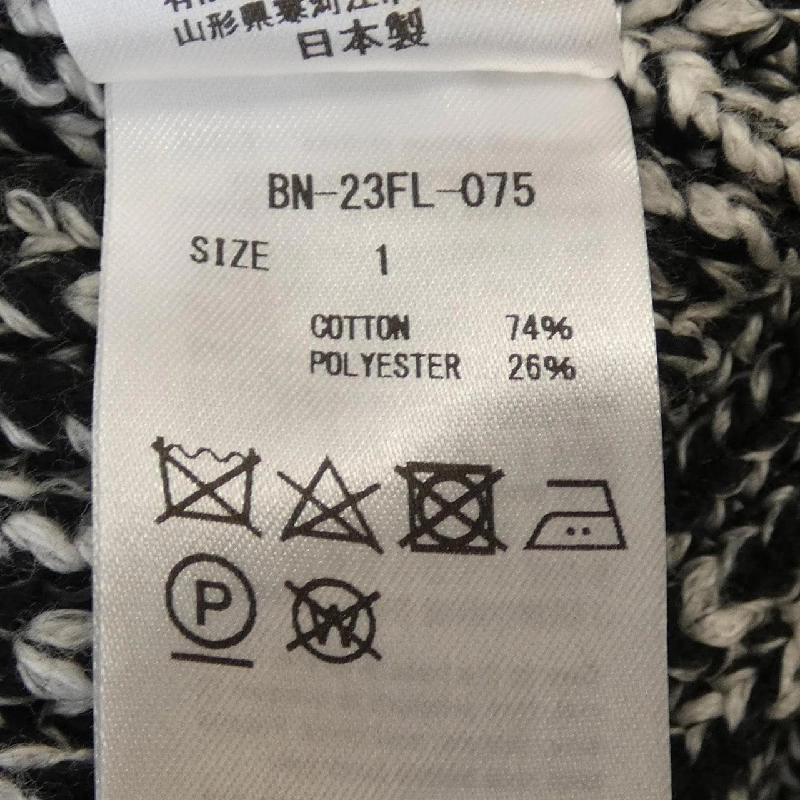 山形県寒河江市
日本製
BN-23FL-075
SIZE 1
COTTON 74%
POLYESTER 26%
P
W